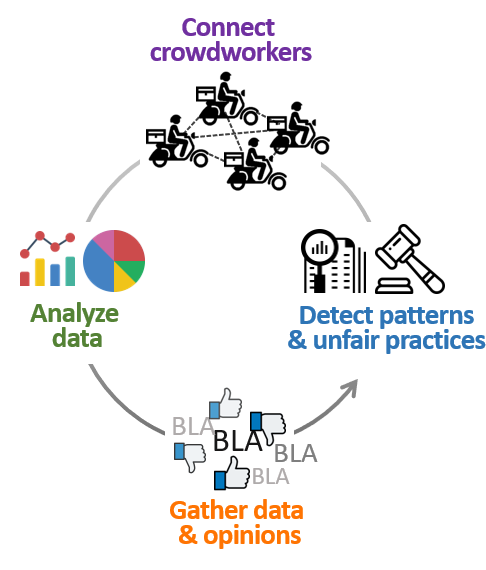 Connect
crowdworkers
Analyze
data
Detect patterns
& unfair practices
BLA
BLA
BLA
BLA
Gather data
& opinions